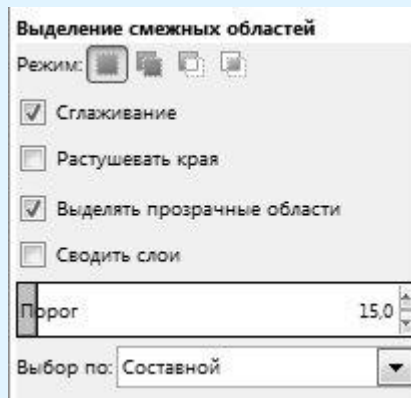 Выделение смежных областей
Режим:
Сглаживание
Растушевать края
Выделять прозрачные области
Сводить слои
Порог 15,0
Выбор по: Составной